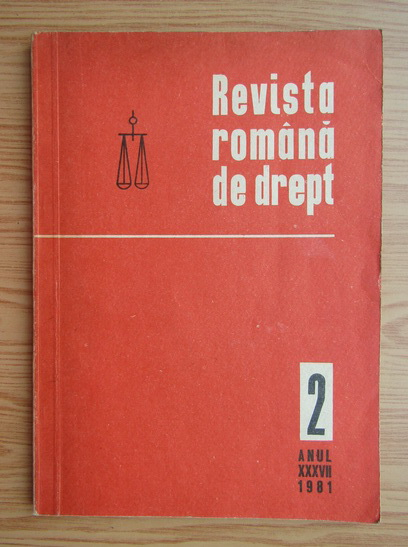 Revista
română
de drept
2
ANUL
XXXVII
1981